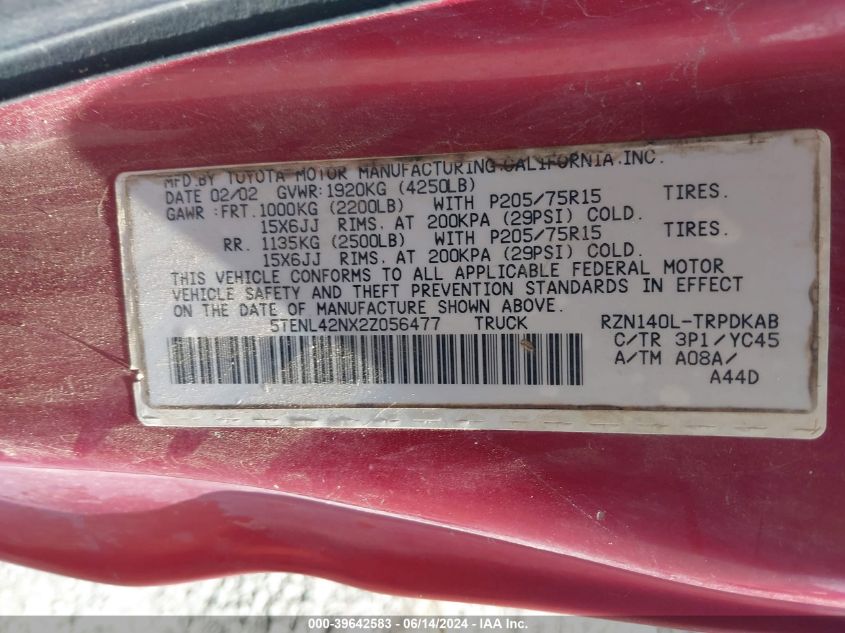 MFD.BY TOYOTA MOTOR MANUFACTURING,CALIFORNIA,INC.
DATE 02/02 GVWR:1920KG (4250LB)
GAWR :FRT.1000KG (2200LB) WITH P205/75R15 TIRES.
15X6JJ RIMS. AT 200KPA (29PSI) COLD.
RR. 1135KG (2500LB) WITH P205/75R15 TIRES.
15X6JJ RIMS. AT 200KPA (29PSI) COLD.
THIS VEHICLE CONFORMS TO ALL APPLICABLE FEDERAL MOTOR
VEHICLE SAFETY AND THEFT PREVENTION STANDARDS IN EFFECT
ON THE DATE OF MANUFACTURE SHOWN ABOVE.
5TENL42NX2Z056477 TRUCK RZN140L-TRPDKAB
C/TR 3P1/YC45
A/TM A08A/
A44D
000-39642583 - 06/14/2024 - IAA Inc.